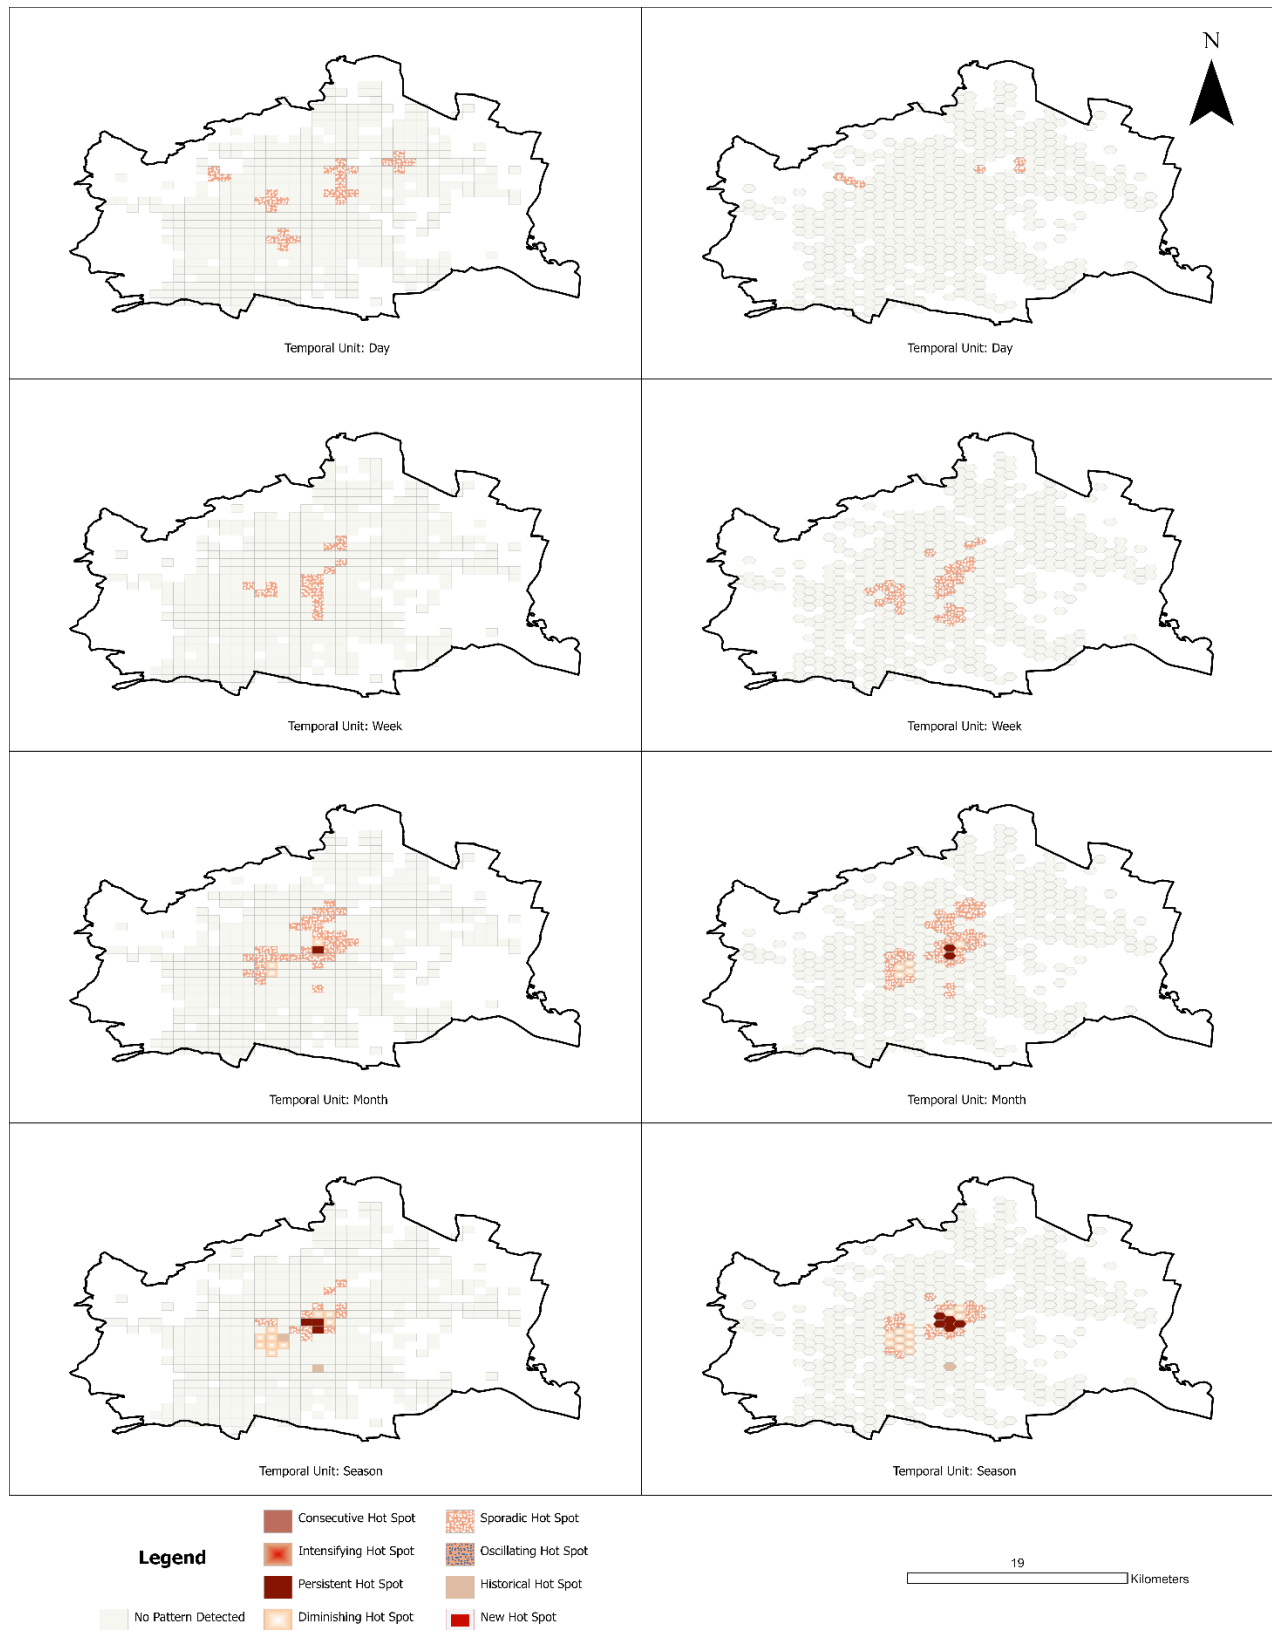 N
Temporal Unit: Day
Temporal Unit: Day
Temporal Unit: Week
Temporal Unit: Week
Temporal Unit: Month
Temporal Unit: Month
Temporal Unit: Season
Temporal Unit: Season
Legend
No Pattern Detected
Consecutive Hot Spot
Intensifying Hot Spot
Persistent Hot Spot
Diminishing Hot Spot
Sporadic Hot Spot
Oscillating Hot Spot
Historical Hot Spot
New Hot Spot
19
Kilometers